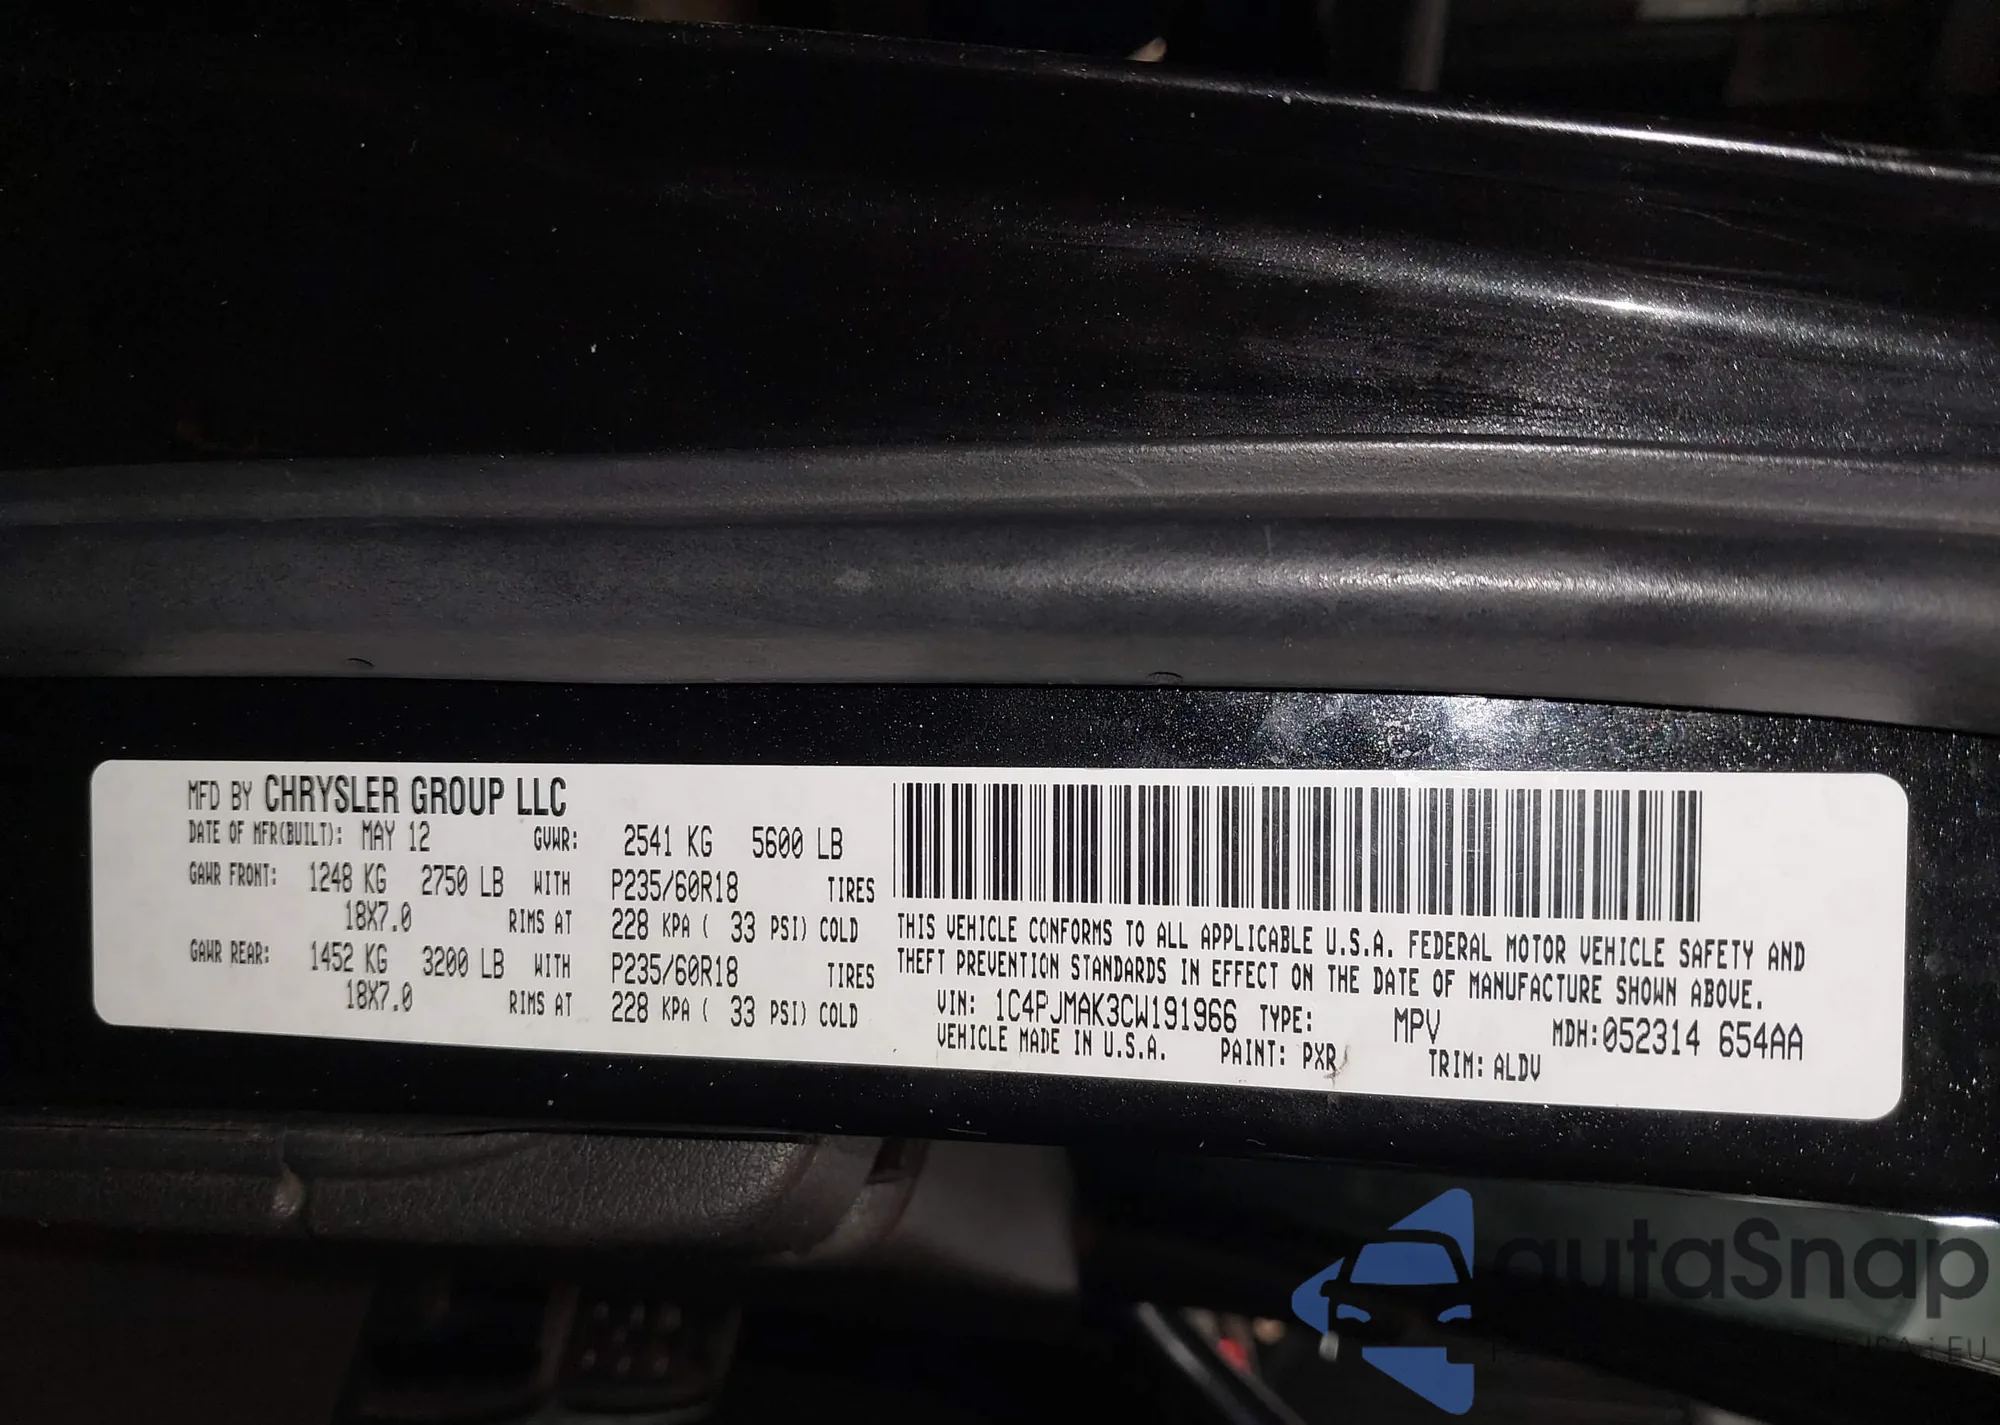 MFD BY CHRYSLER GROUP LLC
DATE OF MFR(BUILT): MAY 12 GVWR: 2541 KG 5600 LB
GAWR FRONT: 1248 KG 2750 LB WITH P235/60R18 TIRES
18X7.0 RIMS AT 228 KPA ( 33 PSI) COLD
GAWR REAR: 1452 KG 3200 LB WITH P235/60R18 TIRES
18X7.0 RIMS AT 228 KPA ( 33 PSI) COLD
THIS VEHICLE CONFORMS TO ALL APPLICABLE U.S.A. FEDERAL MOTOR VEHICLE SAFETY AND
THEFT PREVENTION STANDARDS IN EFFECT ON THE DATE OF MANUFACTURE SHOWN ABOVE.
VIN: 1C4PJMAK3CW191966 TYPE: MPV MDH:052314 654AA
VEHICLE MADE IN U.S.A. PAINT: PXR TRIM: ALDV
autaSnap
EU